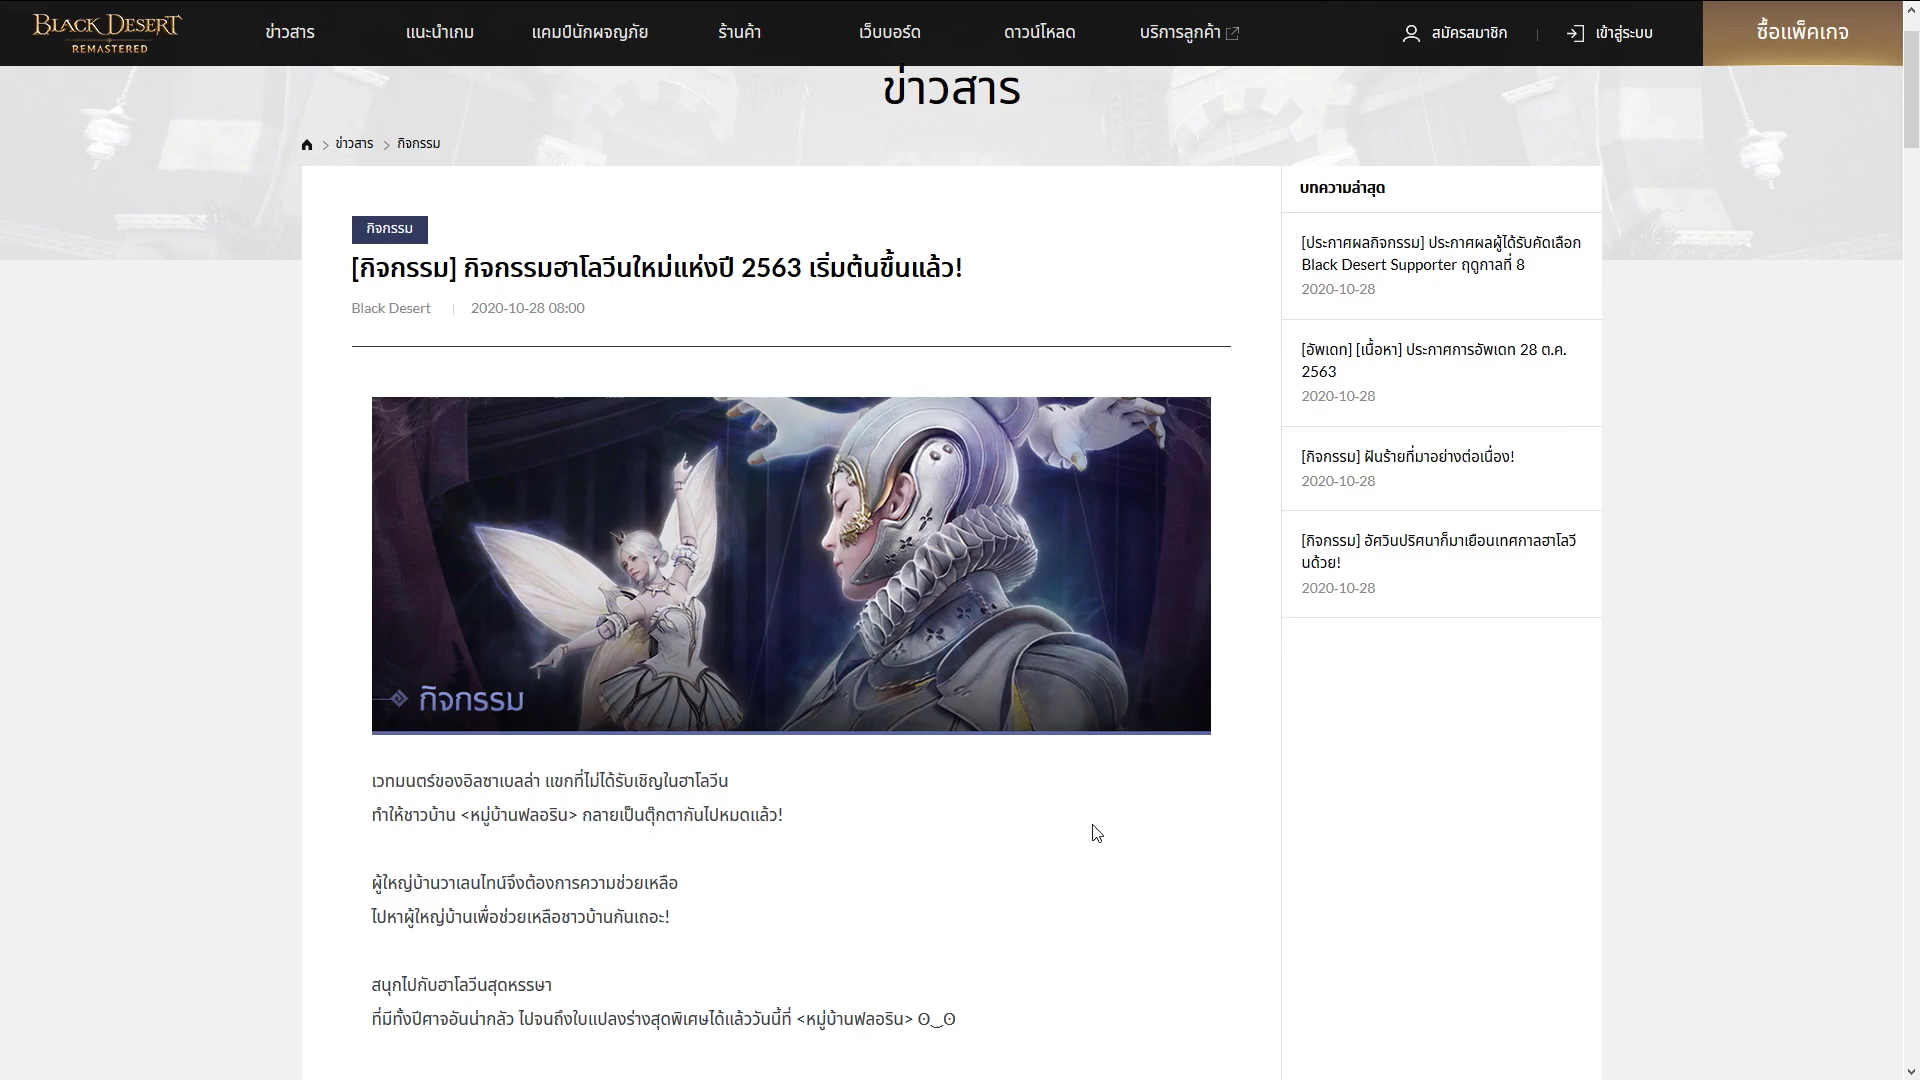 BLACK DESERT
REMASTERED
ข่าวสาร
แนะนำเกม
แคมป์นักผจญภัย
ร้านค้า
เว็บบอร์ด
ดาวน์โหลด
บริการลูกค้า
สมัครสมาชิก
เข้าสู่ระบบ
ซื้อแพ็คเกจ
ข่าวสาร
ข่าวสาร > กิจกรรม
กิจกรรม
[กิจกรรม] กิจกรรมฮาโลวีนใหม่แห่งปี 2563 เริ่มต้นขึ้นแล้ว!
Black Desert | 2020-10-28 08:00
กิจกรรม
เวทมนตร์ของอิลซาเบลล่า แขกที่ไม่ได้รับเชิญในฮาโลวีน
ทำให้ชาวบ้าน <หมู่บ้านฟลอริน> กลายเป็นตุ๊กตากันไปหมดแล้ว!
ผู้ใหญ่บ้านวาเลนไทน์จึงต้องการความช่วยเหลือ
ไปหาผู้ใหญ่บ้านเพื่อช่วยเหลือชาวบ้านกันเถอะ!
สนุกไปกับฮาโลวีนสุดหรรษา
ที่มีทั้งปีศาจอันน่ากลัว ไปจนถึงใบแปลงร่างสุดพิเศษได้แล้ววันนี้ที่ <หมู่บ้านฟลอริน> ʘ‿ʘ
บทความล่าสุด
[ประกาศผลกิจกรรม] ประกาศผลผู้ได้รับคัดเลือก
Black Desert Supporter ฤดูกาลที่ 8
2020-10-28
[อัพเดท] [เนื้อหา] ประกาศการอัพเดท 28 ต.ค.
2563
2020-10-28
[กิจกรรม] ฝันร้ายที่มาอย่างต่อเนื่อง!
2020-10-28
[กิจกรรม] อัศวินปริศนาก็มาเยือนเทศกาลฮาโลวี
นด้วย!
2020-10-28